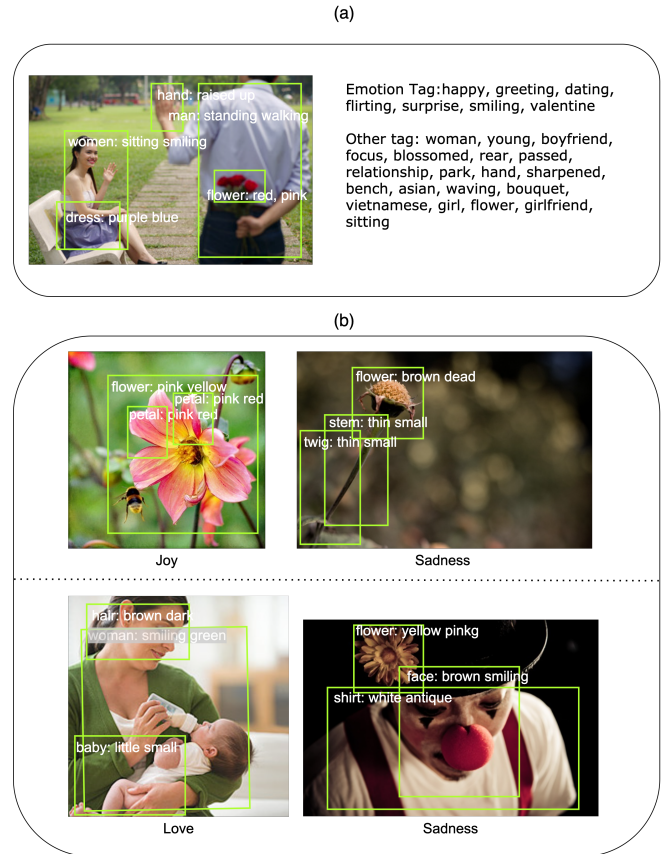 (a)
hand: raised up
man: standing walking
women: sitting smiling
flower: red, pink
dress: purple blue
Emotion Tag:happy, greeting, dating,
flirting, surprise, smiling, valentine
Other tag: woman, young, boyfriend,
focus, blossomed, rear, passed,
relationship, park, hand, sharpened,
bench, asian, waving, bouquet,
vietnamese, girl, flower, girlfriend,
sitting
(b)
flower: pink yellow
petal: pink red
petal: pink red
Joy
flower: brown dead
stem: thin small
twig: thin small
Sadness
hair: brown dark
woman: smiling green
baby: little small
Love
flower: yellow pinkg
face: brown smiling
shirt: white antique
Sadness